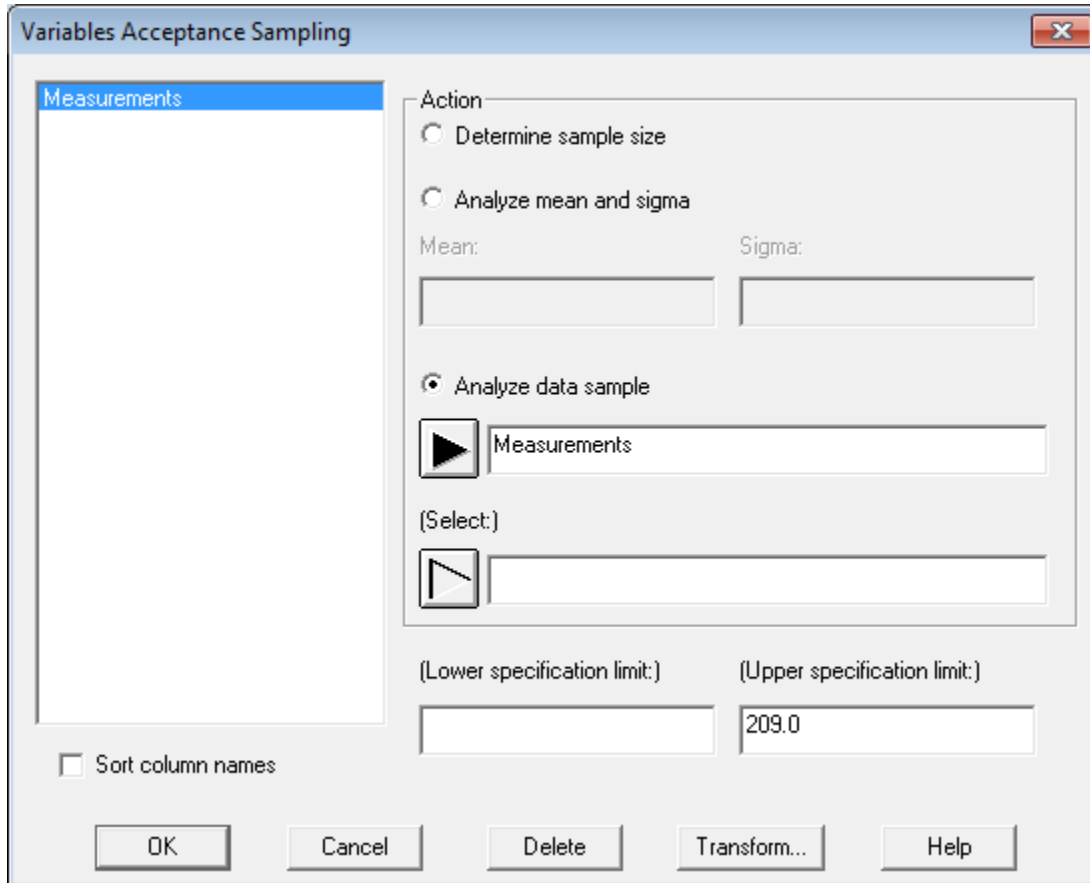 Variables Acceptance Sampling
Measurements
Action
Determine sample size
Analyze mean and sigma
Mean:
Sigma:
Analyze data sample
Measurements
(Select:)
(Lower specification limit:)
(Upper specification limit:)
209.0
Sort column names
OK
Cancel
Delete
Transform...
Help